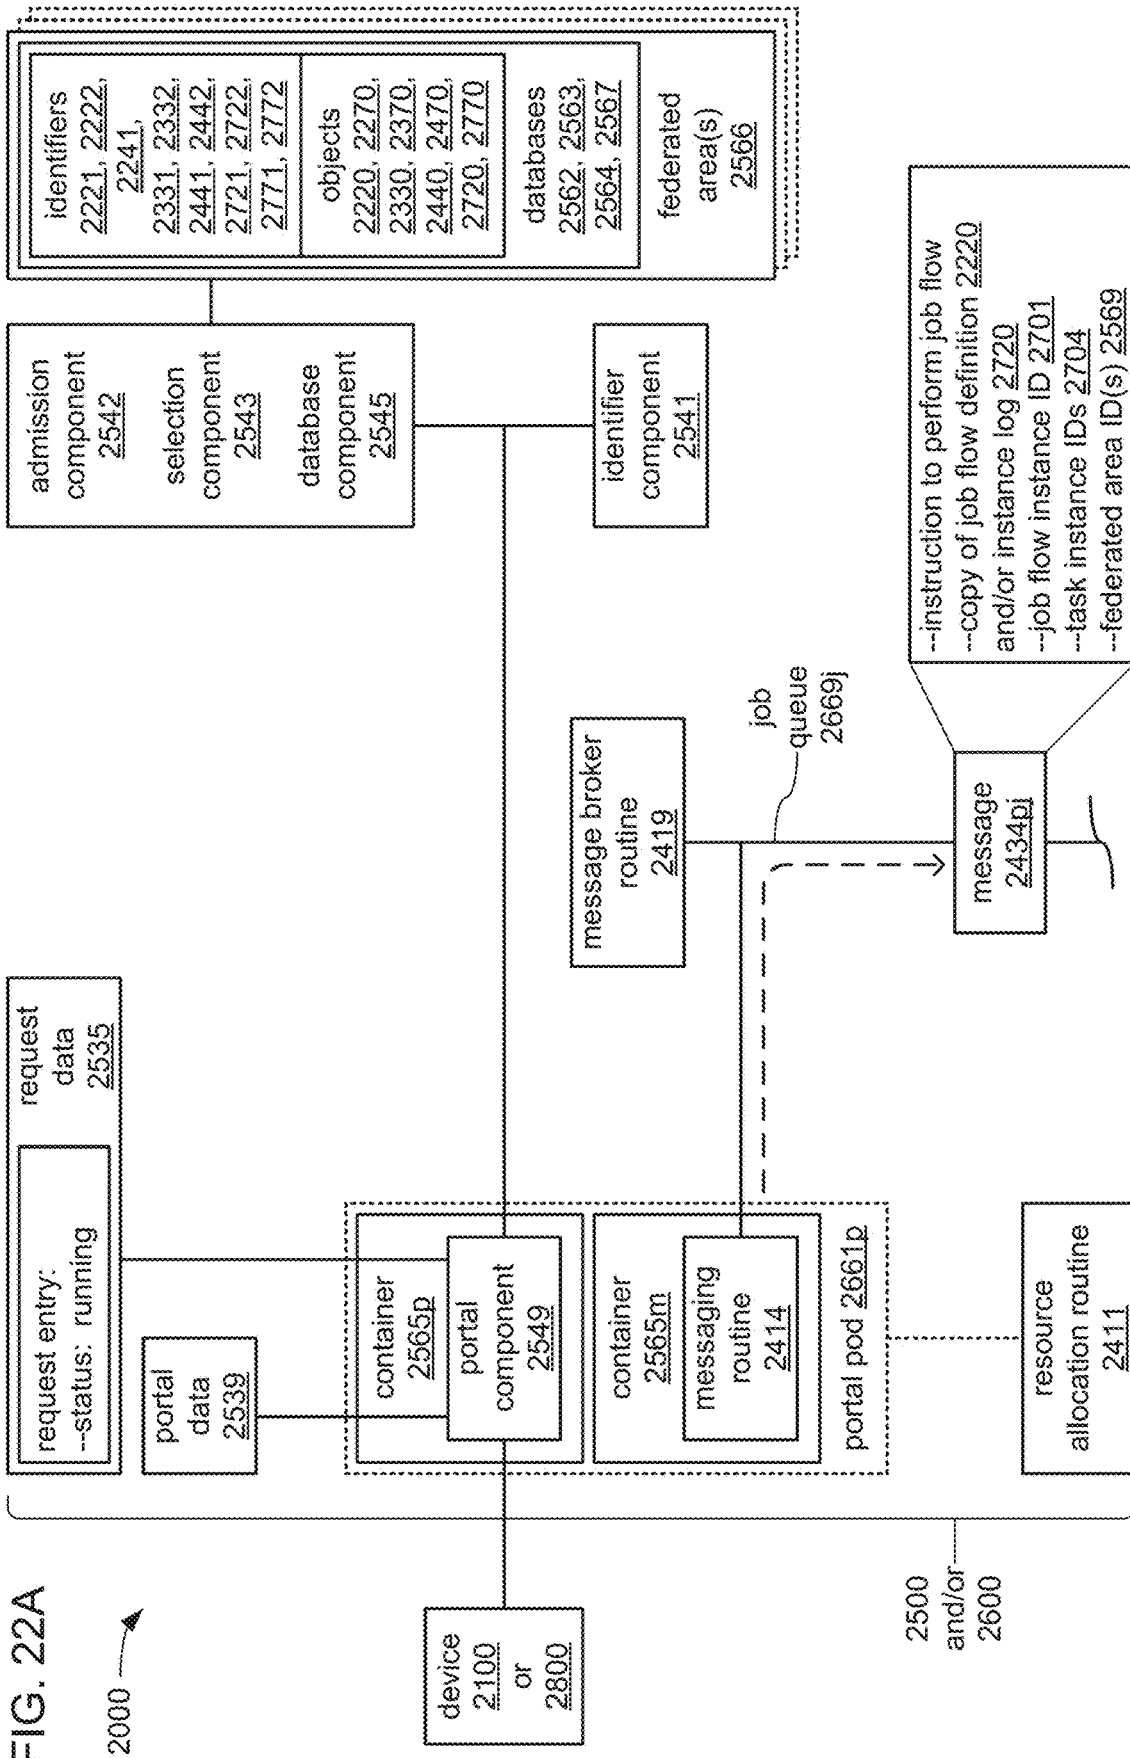 FIG. 22A
2000
device
2100
or
2800
2500
and/or
2600
request entry:
--status: running
request
data
2535
portal
data
2539
container
2565p
portal
component
2549
container
2565m
messaging
routine
2414
portal pod 2661p
resource
allocation routine
2411
message broker
routine
2419
job
queue
2669j
message
2434pj
--instruction to perform job flow
--copy of job flow definition 2220
and/or instance log 2720
--job flow instance ID 2701
--task instance IDs 2704
--federated area ID(s) 2569
admission
component
2542
selection
component
2543
database
component
2545
identifier
component
2541
identifiers
2221, 2222,
2241,
2331, 2332,
2441, 2442,
2721, 2722,
2771, 2772
objects
2220, 2270,
2330, 2370,
2440, 2470,
2720, 2770
databases
2562, 2563,
2564, 2567
federated
area(s)
2566